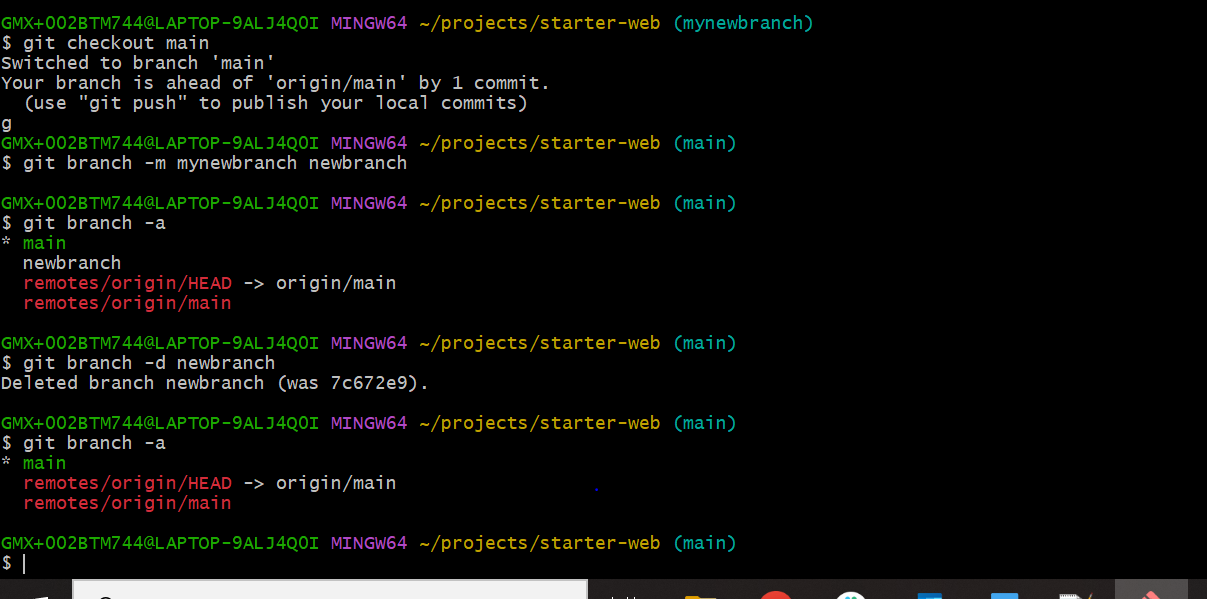 GMX+002BTM744@LAPTOP-9ALJ4Q0I MINGW64 ~/projects/starter-web (mynewbranch)
$ git checkout main
Switched to branch 'main'
Your branch is ahead of 'origin/main' by 1 commit.
  (use "git push" to publish your local commits)
g
GMX+002BTM744@LAPTOP-9ALJ4Q0I MINGW64 ~/projects/starter-web (main)
$ git branch -m mynewbranch newbranch
GMX+002BTM744@LAPTOP-9ALJ4Q0I MINGW64 ~/projects/starter-web (main)
$ git branch -a
* main
  newbranch
  remotes/origin/HEAD -> origin/main
  remotes/origin/main
GMX+002BTM744@LAPTOP-9ALJ4Q0I MINGW64 ~/projects/starter-web (main)
$ git branch -d newbranch
Deleted branch newbranch (was 7c672e9).
GMX+002BTM744@LAPTOP-9ALJ4Q0I MINGW64 ~/projects/starter-web (main)
$ git branch -a
* main
  remotes/origin/HEAD -> origin/main
  remotes/origin/main
GMX+002BTM744@LAPTOP-9ALJ4Q0I MINGW64 ~/projects/starter-web (main)
$